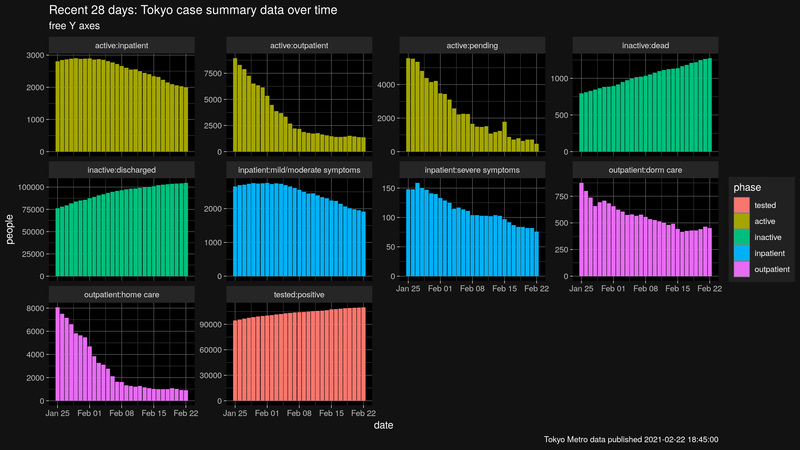 Recent 28 days: Tokyo case summary data over time
free Y axes
active:inpatient
active:outpatient
active:pending
inactive:dead
3000
2000
1000
0
7500
5000
2500
0
4000
2000
0
1000
500
0
inactive:discharged
inpatient:mild/moderate symptoms
inpatient:severe symptoms
outpatient:dorm care
100000
75000
50000
25000
0
2000
1000
0
150
100
50
0
750
500
250
0
Jan 25 Feb 01 Feb 08 Feb 15 Feb 22
Jan 25 Feb 01 Feb 08 Feb 15 Feb 22
outpatient:home care
tested:positive
8000
6000
4000
2000
0
90000
60000
30000
0
Jan 25 Feb 01 Feb 08 Feb 15 Feb 22
Jan 25 Feb 01 Feb 08 Feb 15 Feb 22
people
date
phase
tested
active
inactive
inpatient
outpatient
Tokyo Metro data published 2021-02-22 18:45:00